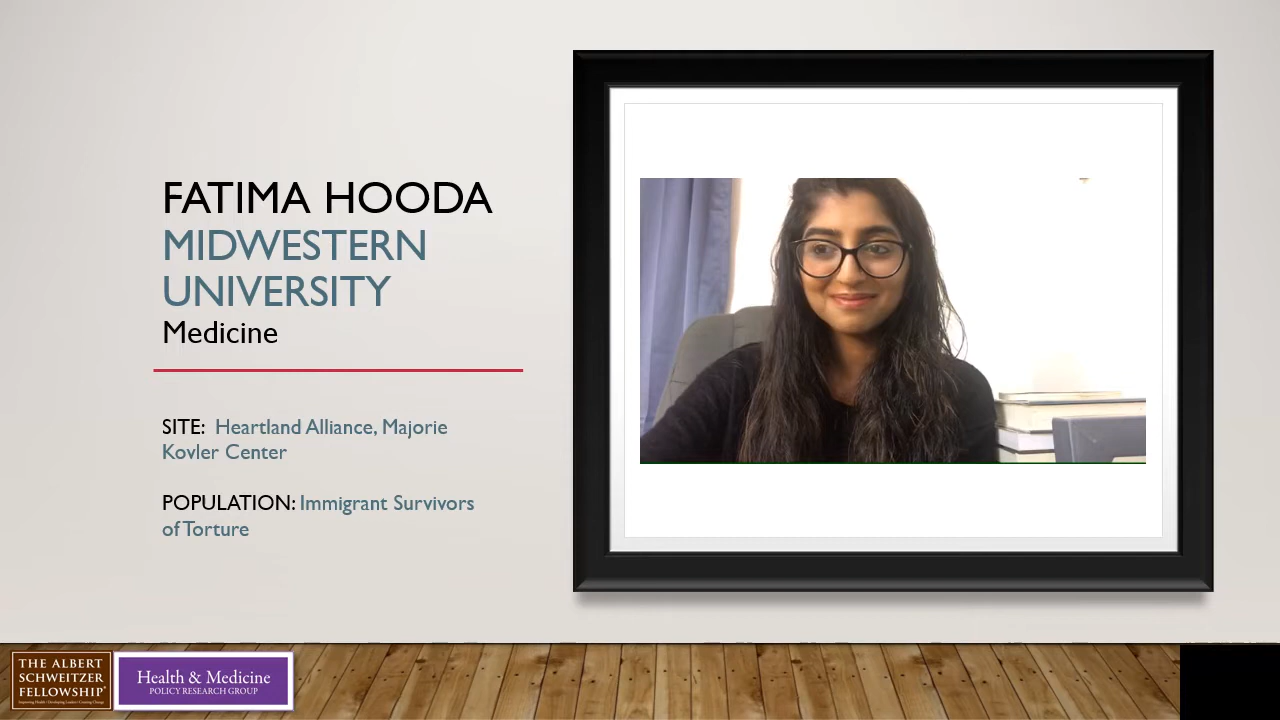 FATIMA HOODA
MIDWESTERN
UNIVERSITY
Medicine
SITE: Heartland Alliance, Majorie
Kovler Center
POPULATION: Immigrant Survivors
of Torture
THE ALBERT
SCHWEITZER
FELLOWSHIP
Health & Medicine
POLICY RESEARCH GROUP